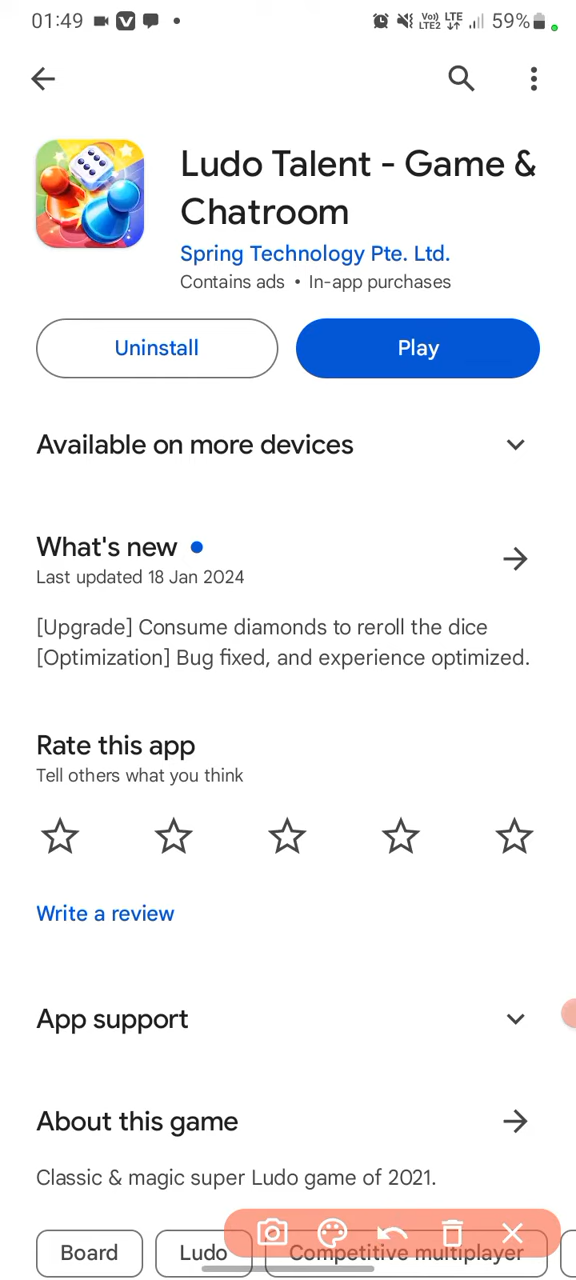 01:49 Vo) LTE LTE2 59%
Ludo Talent - Game &
Chatroom
Spring Technology Pte. Ltd.
Contains ads • In-app purchases
Uninstall Play
Available on more devices
What's new
Last updated 18 Jan 2024
[Upgrade] Consume diamonds to reroll the dice
[Optimization] Bug fixed, and experience optimized.
Rate this app
Tell others what you think
Write a review
App support
About this game
Classic & magic super Ludo game of 2021.
Board Ludo Competitive multiplayer